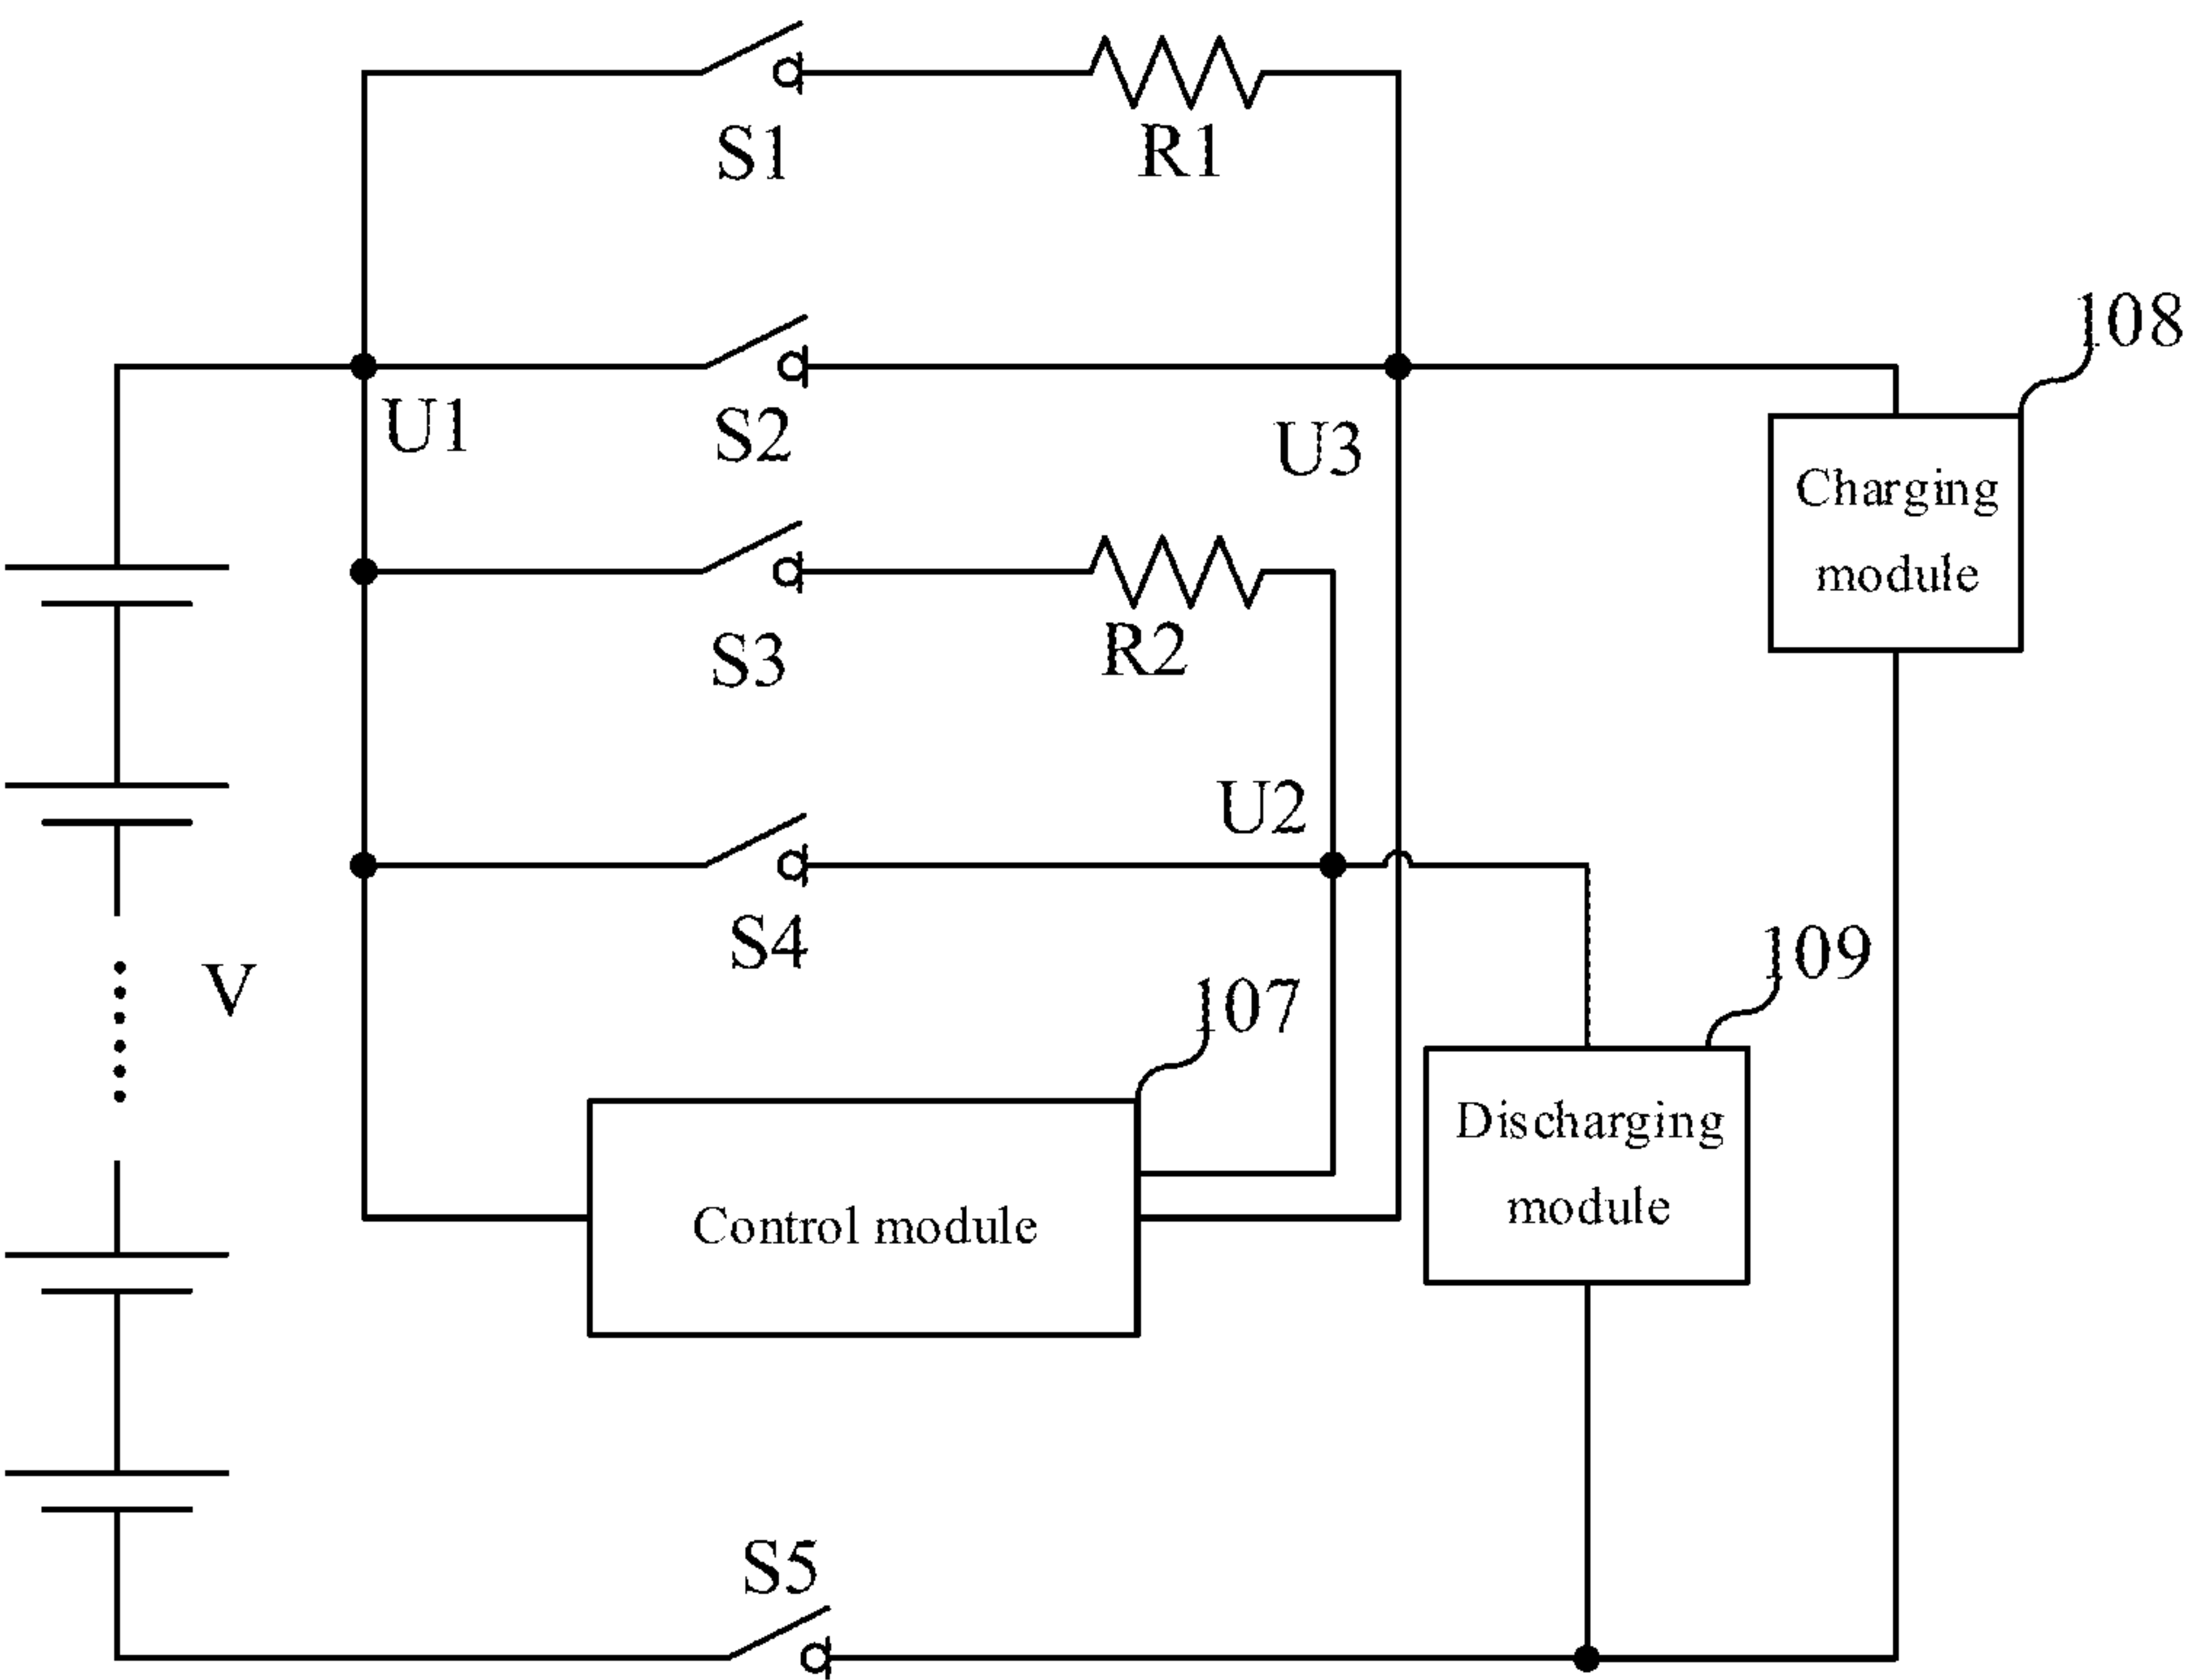 S1
R1
108
U1
S2
U3
Charging
module
S3
R2
U2
S4
109
V
107
Discharging
module
Control module
S5